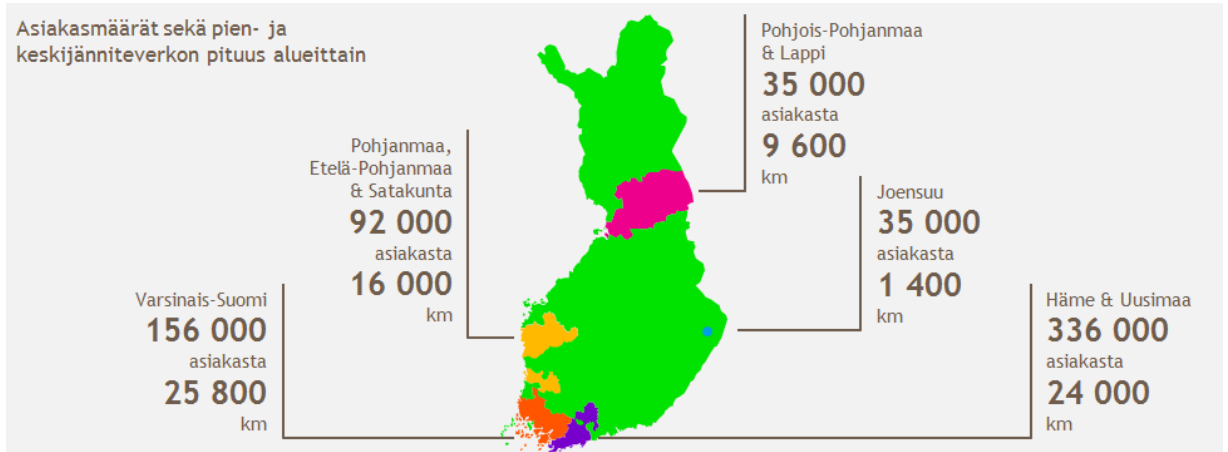 Asiakasmäärät sekä pien- ja
keskijänniteverkon pituus alueittain
Pohjois-Pohjanmaa
& Lappi
35 000
asiakasta
9 600
km
Pohjanmaa,
Etelä-Pohjanmaa
& Satakunta
92 000
asiakasta
16 000
km
Joensuu
35 000
asiakasta
1 400
km
Varsinais-Suomi
156 000
asiakasta
25 800
km
Häme & Uusimaa
336 000
asiakasta
24 000
km